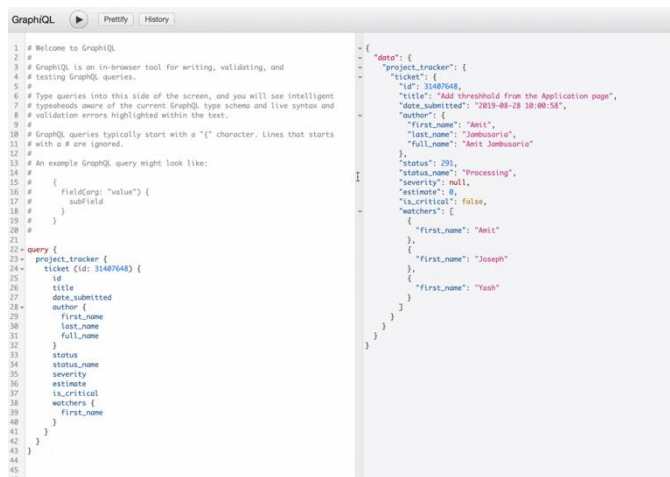 GraphiQL Prettify History
1 # Welcome to GraphiQL
2 #
3 # GraphiQL is an in-browser tool for writing, validating, and
4 # testing GraphQL queries.
5 #
6 # Type queries into this side of the screen, and you will see intelligent
7 # typeaheads aware of the current GraphQL type schema and live syntax and
8 # validation errors highlighted within the text.
9 #
10 # GraphQL queries typically start with a "{" character. Lines that starts
11 # with a # are ignored.
12 #
13 # An example GraphQL query might look like:
14 #
15 # {
16 # field(arg: "value") {
17 # subField
18 # }
19 # }
20 #
21
22 query {
23 project_tracker {
24 ticket (id: 31407648) {
25 id
26 title
27 date_submitted
28 author {
29 first_name
30 last_name
31 full_name
32 }
33 status
34 status_name
35 severity
36 estimate
37 is_critical
38 watchers {
39 first_name
40 }
41 }
42 }
43 }
44
45
{
"data": {
"project_tracker": {
"ticket": {
"id": 31407648,
"title": "Add threshhold from the Application page",
"date_submitted": "2019-08-28 10:00:58",
"author": {
"first_name": "Amit",
"last_name": "Jambusaria",
"full_name": "Amit Jambusaria"
},
"status": 291,
"status_name": "Processing",
"severity": null,
"estimate": 0,
"is_critical": false,
"watchers": [
{
"first_name": "Amit"
},
{
"first_name": "Joseph"
},
{
"first_name": "Yash"
}
]
}
}
}
}